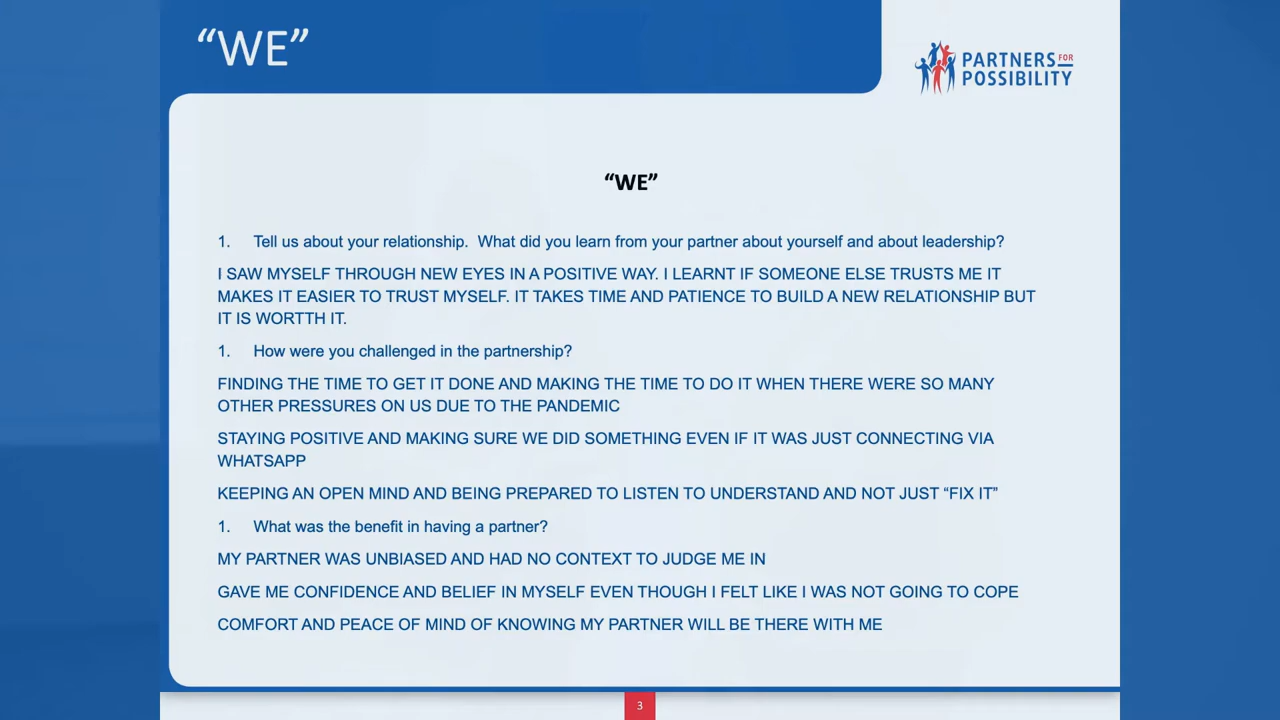 “WE”
PARTNERS FOR
POSSIBILITY
“WE”
1. Tell us about your relationship. What did you learn from your partner about yourself and about leadership?
I SAW MYSELF THROUGH NEW EYES IN A POSITIVE WAY. I LEARNT IF SOMEONE ELSE TRUSTS ME IT
MAKES IT EASIER TO TRUST MYSELF. IT TAKES TIME AND PATIENCE TO BUILD A NEW RELATIONSHIP BUT
IT IS WORTTH IT.
1. How were you challenged in the partnership?
FINDING THE TIME TO GET IT DONE AND MAKING THE TIME TO DO IT WHEN THERE WERE SO MANY
OTHER PRESSURES ON US DUE TO THE PANDEMIC
STAYING POSITIVE AND MAKING SURE WE DID SOMETHING EVEN IF IT WAS JUST CONNECTING VIA
WHATSAPP
KEEPING AN OPEN MIND AND BEING PREPARED TO LISTEN TO UNDERSTAND AND NOT JUST “FIX IT”
1. What was the benefit in having a partner?
MY PARTNER WAS UNBIASED AND HAD NO CONTEXT TO JUDGE ME IN
GAVE ME CONFIDENCE AND BELIEF IN MYSELF EVEN THOUGH I FELT LIKE I WAS NOT GOING TO COPE
COMFORT AND PEACE OF MIND OF KNOWING MY PARTNER WILL BE THERE WITH ME
3